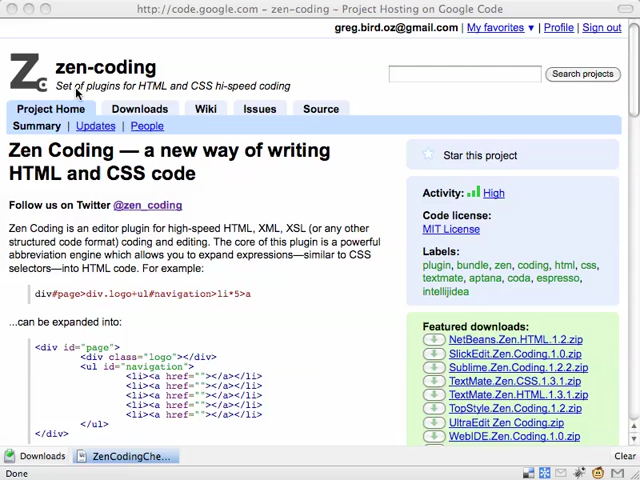 http://code.google.com – zen-coding – Project Hosting on Google Code
greg.bird.oz@gmail.com | My favorites ▼ | Profile | Sign out
zen-coding
Set of plugins for HTML and CSS hi-speed coding
Search projects
Project Home Downloads Wiki Issues Source
Summary | Updates | People
Zen Coding — a new way of writing
HTML and CSS code
Follow us on Twitter @zen_coding
Zen Coding is an editor plugin for high-speed HTML, XML, XSL (or any other
structured code format) coding and editing. The core of this plugin is a powerful
abbreviation engine which allows you to expand expressions—similar to CSS
selectors—into HTML code. For example:
div#page>div.logo+ul#navigation>li*5>a
...can be expanded into:
<div id="page">
<div class="logo"></div>
<ul id="navigation">
<li><a href=""></a></li>
<li><a href=""></a></li>
<li><a href=""></a></li>
<li><a href=""></a></li>
<li><a href=""></a></li>
</ul>
</div>
Star this project
Activity: High
Code license:
MIT License
Labels:
plugin, bundle, zen, coding, html, css,
textmate, aptana, coda, espresso,
intellijidea
Featured downloads:
NetBeans.Zen.HTML.1.2.zip
SlickEdit.Zen.Coding.1.0.zip
Sublime.Zen.Coding.1.2.2.zip
TextMate.Zen.CSS.1.3.1.zip
TextMate.Zen.HTML.1.3.1.zip
TopStyle.Zen.Coding.1.2.zip
UltraEdit Zen Coding.zip
WebIDE.Zen.Coding.1.0.zip
Downloads ZenCodingChe... Clear
Done